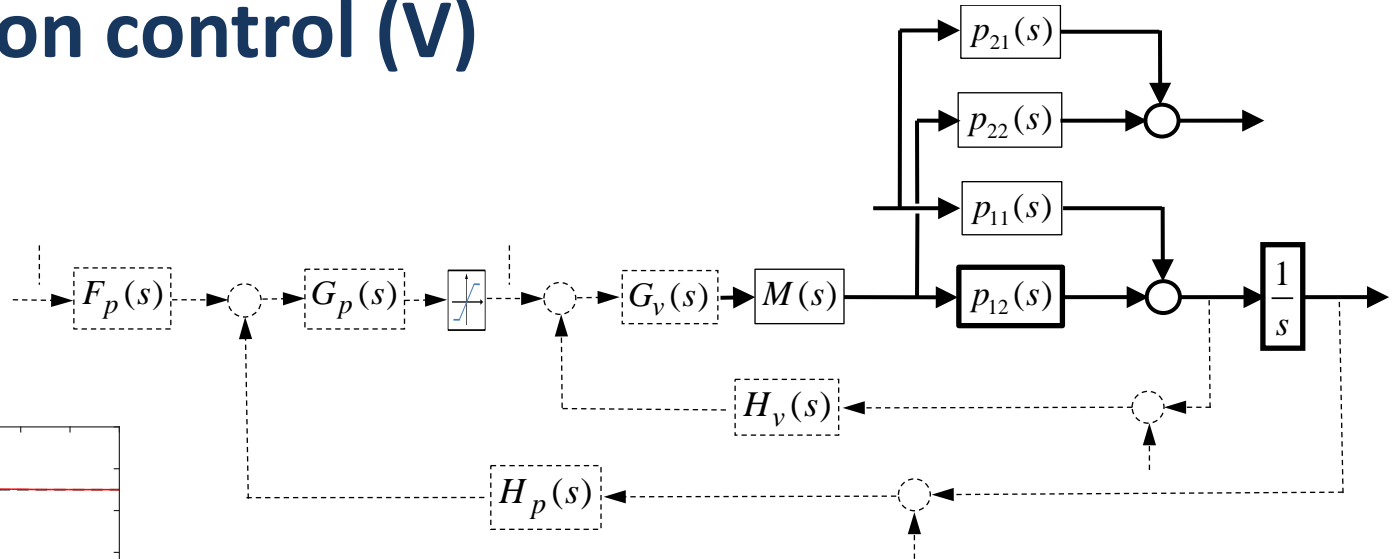 on control (V)
p₂₁(s)
p₂₂(s)
p₁₁(s)
Fₚ(s) Gₚ(s) Gᵥ(s) M(s) p₁₂(s) 1/s
Hᵥ(s)
Hₚ(s)